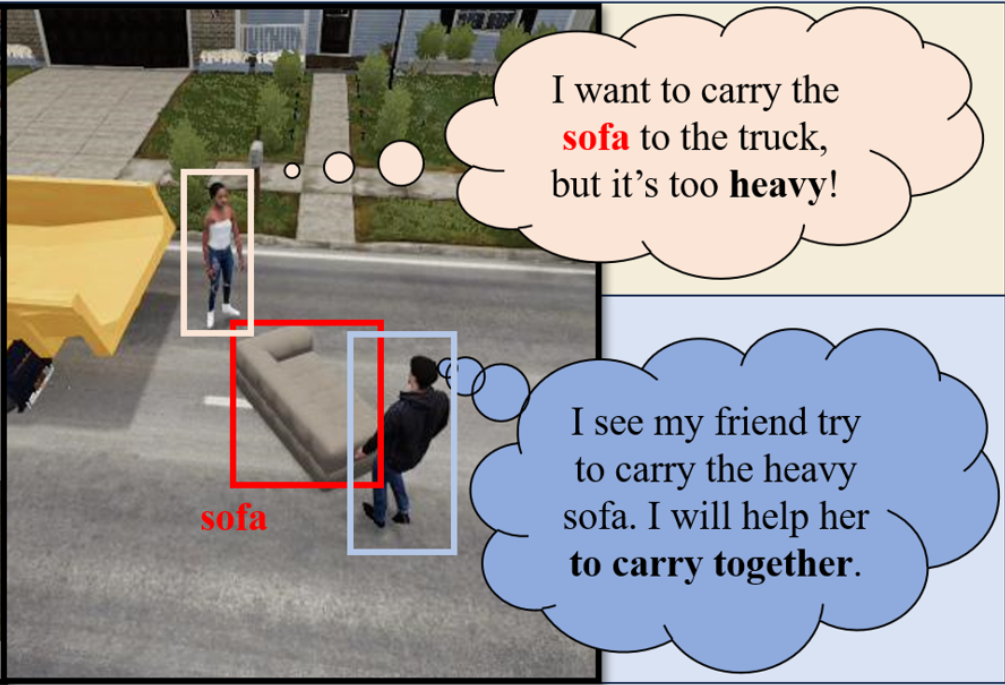 I want to carry the
sofa to the truck,
but it's too heavy!
I see my friend try
to carry the heavy
sofa. I will help her
to carry together.
sofa